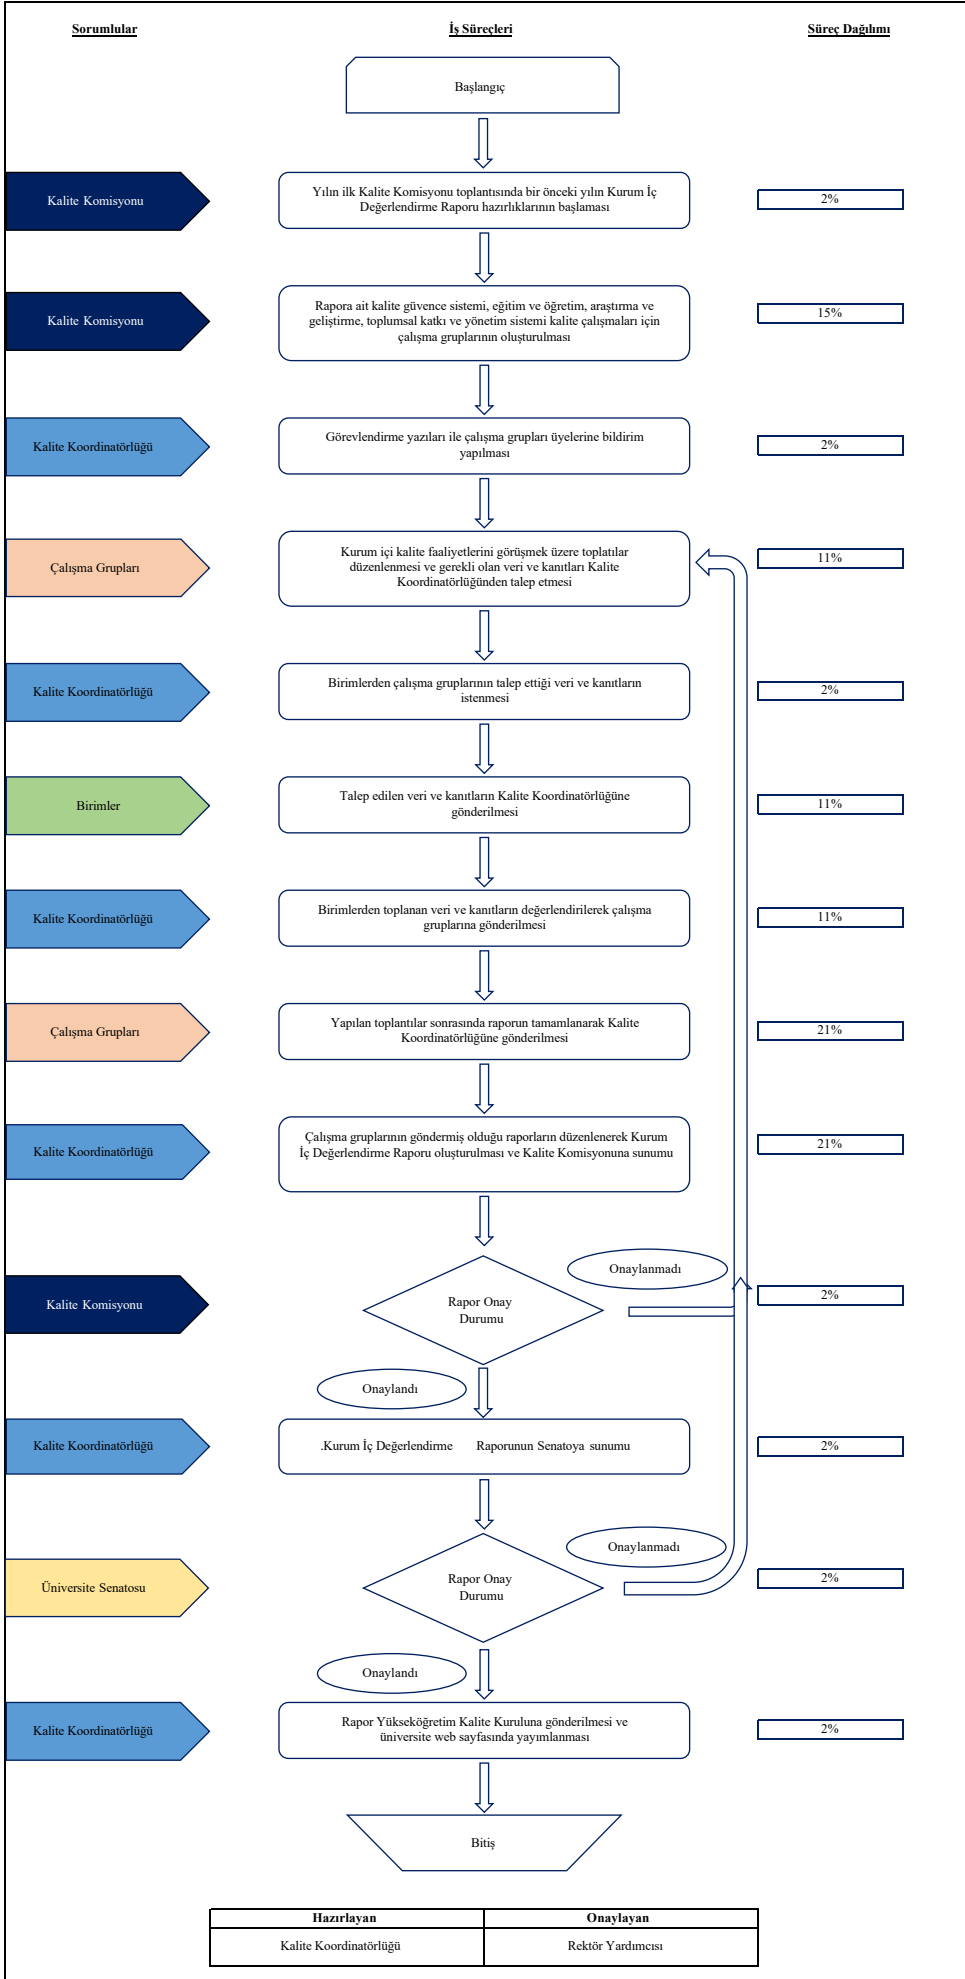 Sorumlular İş Süreçleri Süreç Dağılımı
Başlangıç
Kalite Komisyonu
Yılın ilk Kalite Komisyonu toplantısında bir önceki yılın Kurum İç
Değerlendirme Raporu hazırlıklarının başlaması
2%
Kalite Komisyonu
Rapora ait kalite güvence sistemi, eğitim ve öğretim, araştırma ve
geliştirme, toplumsal katkı ve yönetim sistemi kalite çalışmaları için
çalışma gruplarının oluşturulması
15%
Kalite Koordinatörlüğü
Görevlendirme yazıları ile çalışma grupları üyelerine bildirim
yapılması
2%
Çalışma Grupları
Kurum içi kalite faaliyetlerini görüşmek üzere toplatılar
düzenlenmesi ve gerekli olan veri ve kanıtları Kalite
Koordinatörlüğünden talep etmesi
11%
Kalite Koordinatörlüğü
Birimlerden çalışma gruplarının talep ettiği veri ve kanıtların
istenmesi
2%
Birimler
Talep edilen veri ve kanıtların Kalite Koordinatörlüğüne
gönderilmesi
11%
Kalite Koordinatörlüğü
Birimlerden toplanan veri ve kanıtların değerlendirilerek çalışma
gruplarına gönderilmesi
11%
Çalışma Grupları
Yapılan toplantılar sonrasında raporun tamamlanarak Kalite
Koordinatörlüğüne gönderilmesi
21%
Kalite Koordinatörlüğü
Çalışma gruplarının göndermiş olduğu raporların düzenlenerek Kurum
İç Değerlendirme Raporu oluşturulması ve Kalite Komisyonuna sunumu
21%
Onaylanmadı
Kalite Komisyonu
Rapor Onay
Durumu
2%
Onaylandı
Kalite Koordinatörlüğü
.Kurum İç Değerlendirme Raporunun Senatoya sunumu
2%
Onaylanmadı
Üniversite Senatosu
Rapor Onay
Durumu
2%
Onaylandı
Kalite Koordinatörlüğü
Rapor Yükseköğretim Kalite Kuruluna gönderilmesi ve
üniversite web sayfasında yayımlanması
2%
Bitiş
Hazırlayan Onaylayan
Kalite Koordinatörlüğü Rektör Yardımcısı